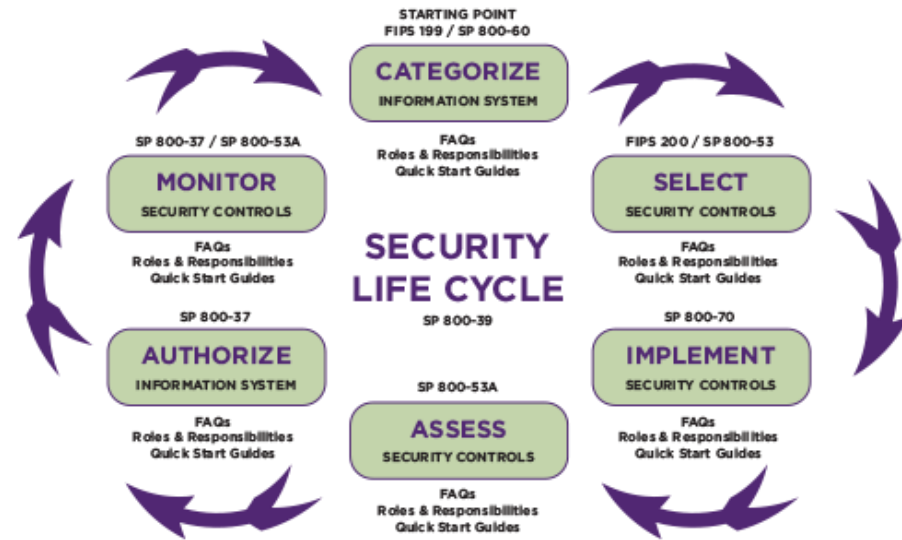 STARTING POINT
FIPS 199 / SP 800-60
CATEGORIZE
INFORMATION SYSTEM
FAQs
Roles & Responsibilities
Quick Start Guides
FIPS 200 / SP 800-53
SELECT
SECURITY CONTROLS
FAQs
Roles & Responsibilities
Quick Start Guides
SP 800-70
IMPLEMENT
SECURITY CONTROLS
FAQs
Roles & Responsibilities
Quick Start Guides
SP 800-53A
ASSESS
SECURITY CONTROLS
FAQs
Roles & Responsibilities
Quick Start Guides
SP 800-37
AUTHORIZE
INFORMATION SYSTEM
FAQs
Roles & Responsibilities
Quick Start Guides
SP 800-37 / SP 800-53A
MONITOR
SECURITY CONTROLS
FAQs
Roles & Responsibilities
Quick Start Guides
SECURITY
LIFE CYCLE
SP 800-39